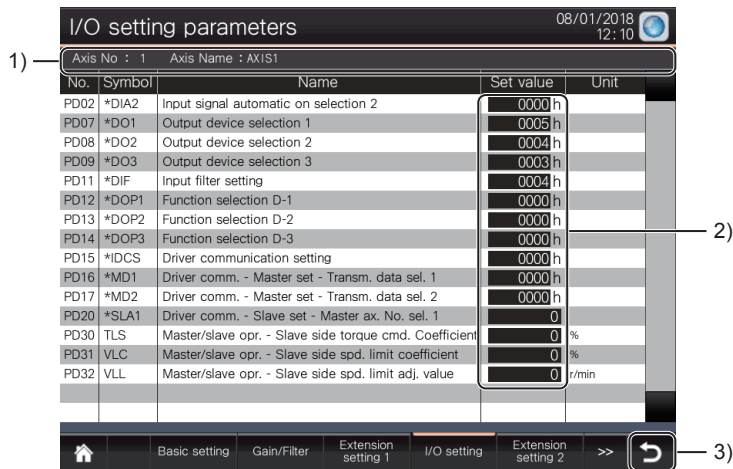 I/O setting parameters
08/01/2018
12:10
1)
Axis No : 1 Axis Name : AXIS1
No. Symbol Name Set value Unit
PD02 *DIA2 Input signal automatic on selection 2 0000 h
PD07 *DO1 Output device selection 1 0005 h
PD08 *DO2 Output device selection 2 0004 h
PD09 *DO3 Output device selection 3 0003 h
PD11 *DIF Input filter setting 0004 h
PD12 *DOP1 Function selection D-1 0000 h
PD13 *DOP2 Function selection D-2 0000 h
PD14 *DOP3 Function selection D-3 0000 h
2)
PD15 *IDCS Driver communication setting 0000 h
PD16 *MD1 Driver comm. - Master set - Transm. data sel. 1 0000 h
PD17 *MD2 Driver comm. - Master set - Transm. data sel. 2 0000 h
PD20 *SLA1 Driver comm. - Slave set - Master ax. No. sel. 1 0
PD30 TLS Master/slave opr. - Slave side torque cmd. Coefficient 0 %
PD31 VLC Master/slave opr. - Slave side spd. limit coefficient 0 %
PD32 VLL Master/slave opr. - Slave side spd. limit adj. value 0 r/min
Basic setting Gain/Filter Extension setting 1 I/O setting Extension setting 2 >>
3)